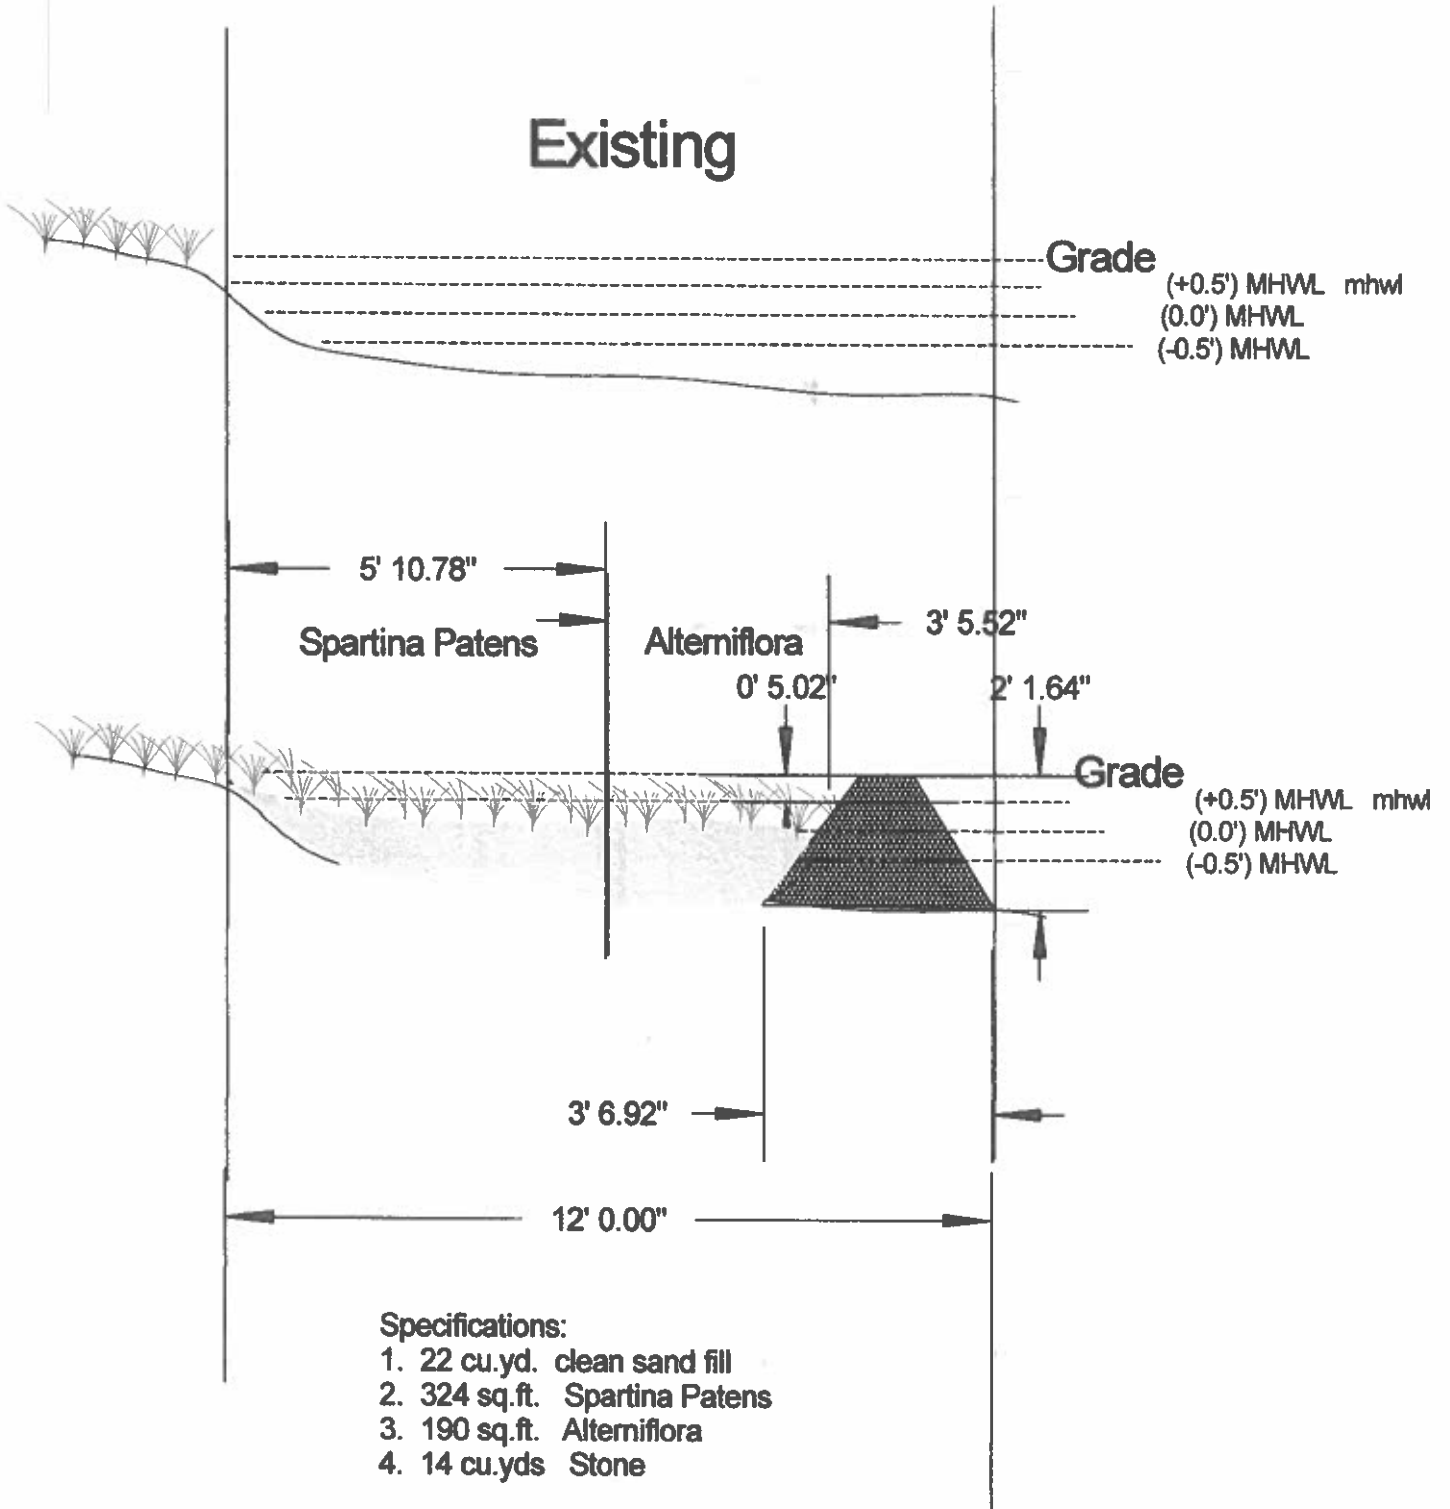 Existing
Grade
(+0.5') MHWL mhwl
(0.0') MHWL
(-0.5') MHWL
5' 10.78"
3' 5.52"
Spartina Patens
Alterniflora
0' 5.02"
2' 1.64"
Grade
(+0.5') MHWL mhwl
(0.0') MHWL
(-0.5') MHWL
3' 6.92"
12' 0.00"
Specifications:
1. 22 cu.yd. clean sand fill
2. 324 sq.ft. Spartina Patens
3. 190 sq.ft. Alterniflora
4. 14 cu.yds Stone